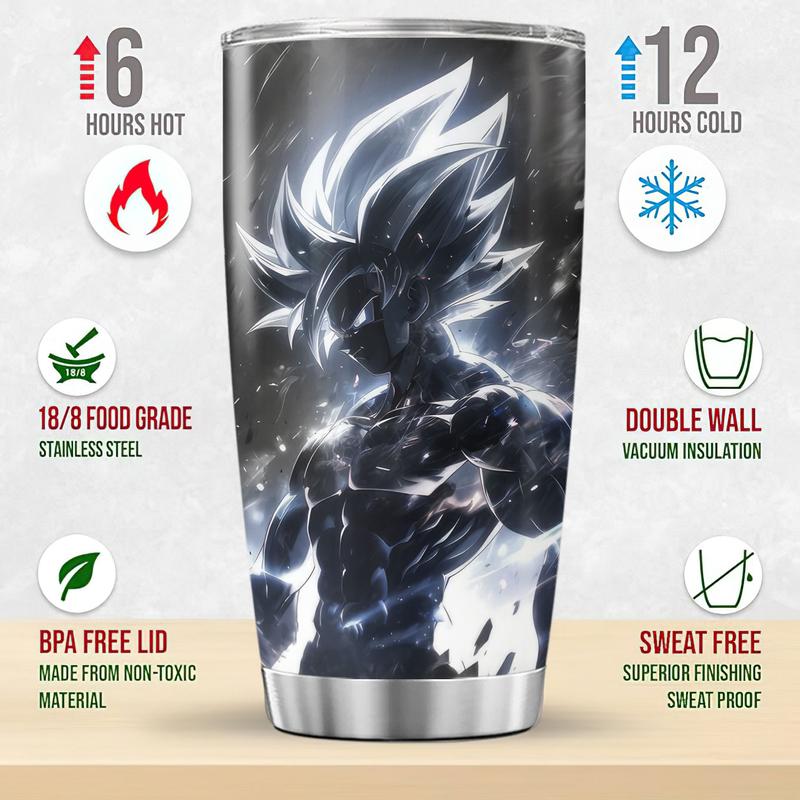 6
HOURS HOT
12
HOURS COLD
18/8
18/8 FOOD GRADE
STAINLESS STEEL
DOUBLE WALL
VACUUM INSULATION
BPA FREE LID
MADE FROM NON-TOXIC
MATERIAL
SWEAT FREE
SUPERIOR FINISHING
SWEAT PROOF